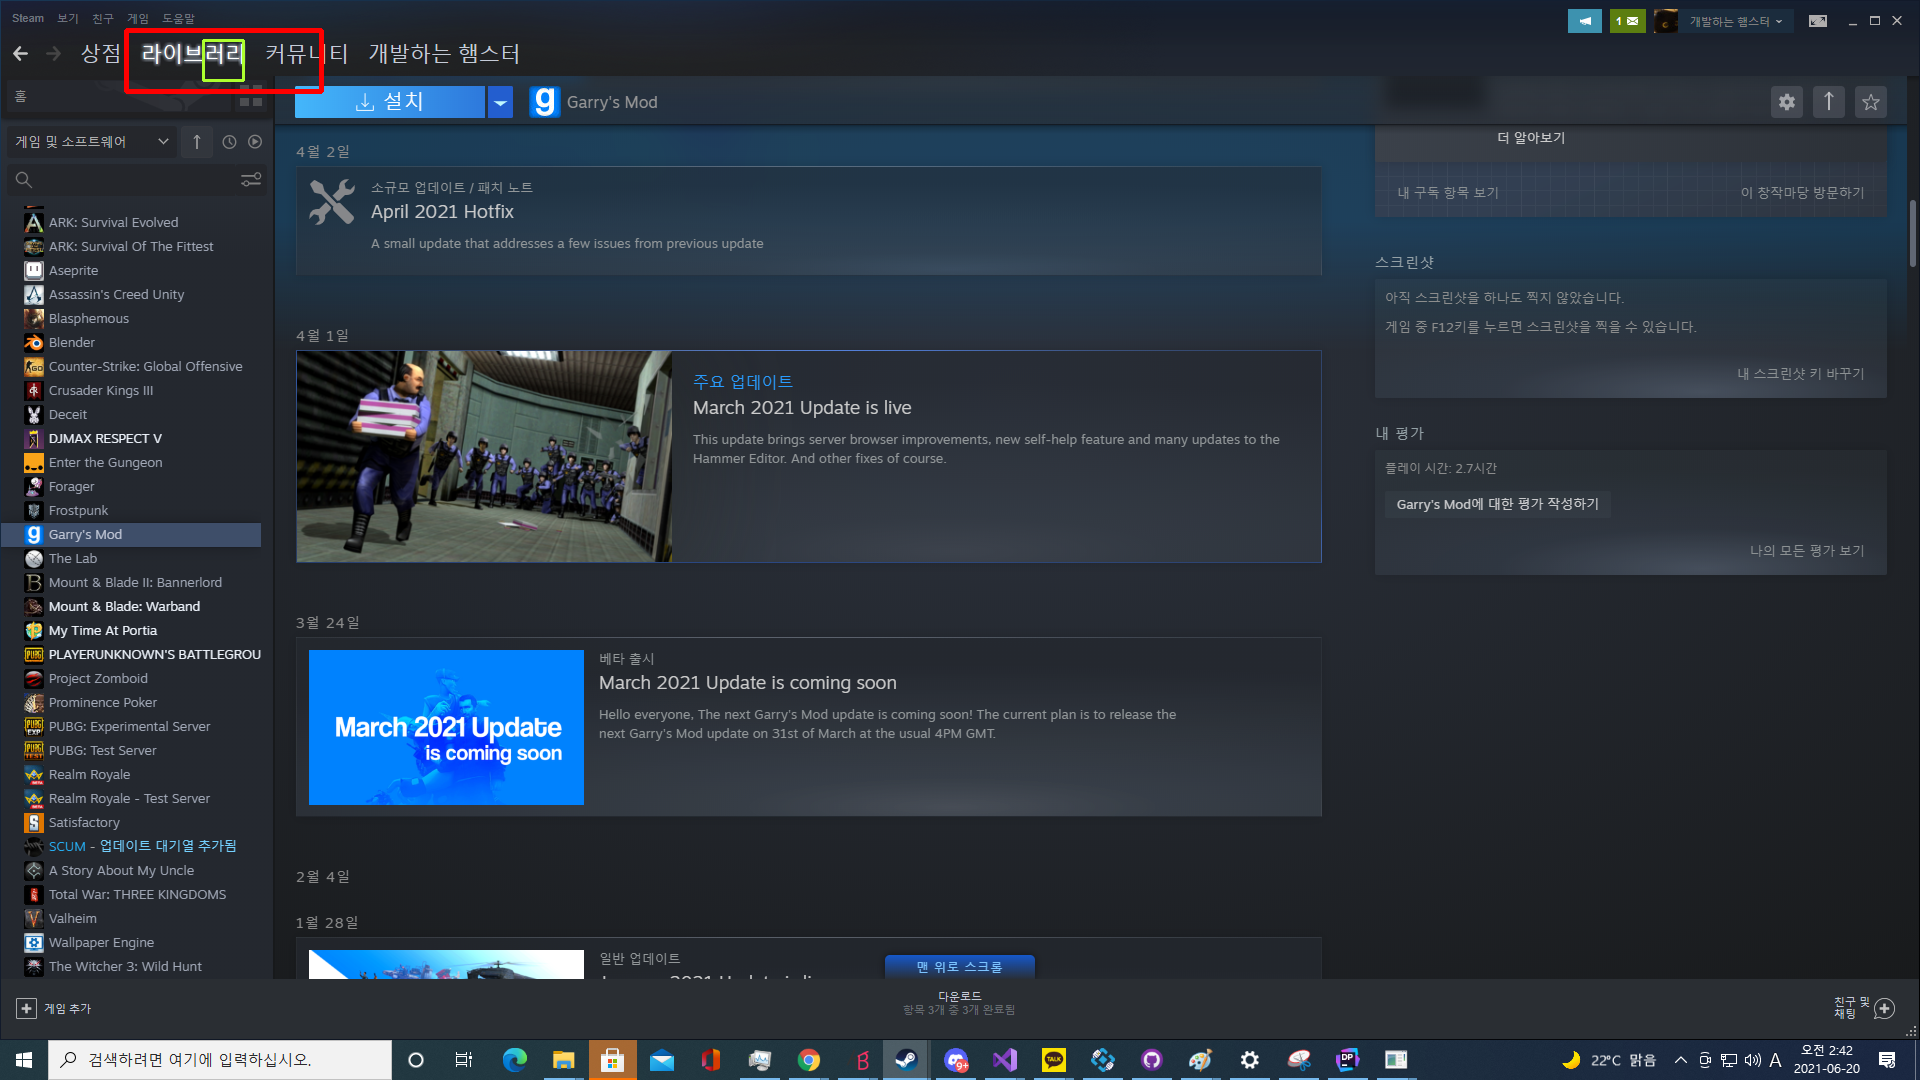 Steam 보기 친구 게임 도움말
1
개발하는 햄스터
상점 라이브러리 커뮤니티 개발하는 햄스터
홈
설치
Garry's Mod
게임 및 소프트웨어
ARK: Survival Evolved
ARK: Survival Of The Fittest
Aseprite
Assassin's Creed Unity
Blasphemous
Blender
Counter-Strike: Global Offensive
Crusader Kings III
Deceit
DJMAX RESPECT V
Enter the Gungeon
Forager
Frostpunk
Garry's Mod
The Lab
Mount & Blade II: Bannerlord
Mount & Blade: Warband
My Time At Portia
PLAYERUNKNOWN'S BATTLEGROU
Project Zomboid
Prominence Poker
PUBG: Experimental Server
PUBG: Test Server
Realm Royale
Realm Royale - Test Server
Satisfactory
SCUM - 업데이트 대기열 추가됨
A Story About My Uncle
Total War: THREE KINGDOMS
Valheim
Wallpaper Engine
The Witcher 3: Wild Hunt
4월 2일
소규모 업데이트 / 패치 노트
April 2021 Hotfix
A small update that addresses a few issues from previous update
4월 1일
주요 업데이트
March 2021 Update is live
This update brings server browser improvements, new self-help feature and many updates to the
Hammer Editor. And other fixes of course.
3월 24일
March 2021 Update
is coming soon
베타 출시
March 2021 Update is coming soon
Hello everyone, The next Garry's Mod update is coming soon! The current plan is to release the
next Garry's Mod update on 31st of March at the usual 4PM GMT.
2월 4일
1월 28일
일반 업데이트
맨 위로 스크롤
더 알아보기
내 구독 항목 보기
이 창작마당 방문하기
스크린샷
아직 스크린샷을 하나도 찍지 않았습니다.
게임 중 F12키를 누르면 스크린샷을 찍을 수 있습니다.
내 스크린샷 키 바꾸기
내 평가
플레이 시간: 2.7시간
Garry's Mod에 대한 평가 작성하기
나의 모든 평가 보기
게임 추가
다운로드
항목 3개 중 3개 완료됨
친구 및
채팅
검색하려면 여기에 입력하십시오.
22°C 맑음
A
오전 2:42
2021-06-20